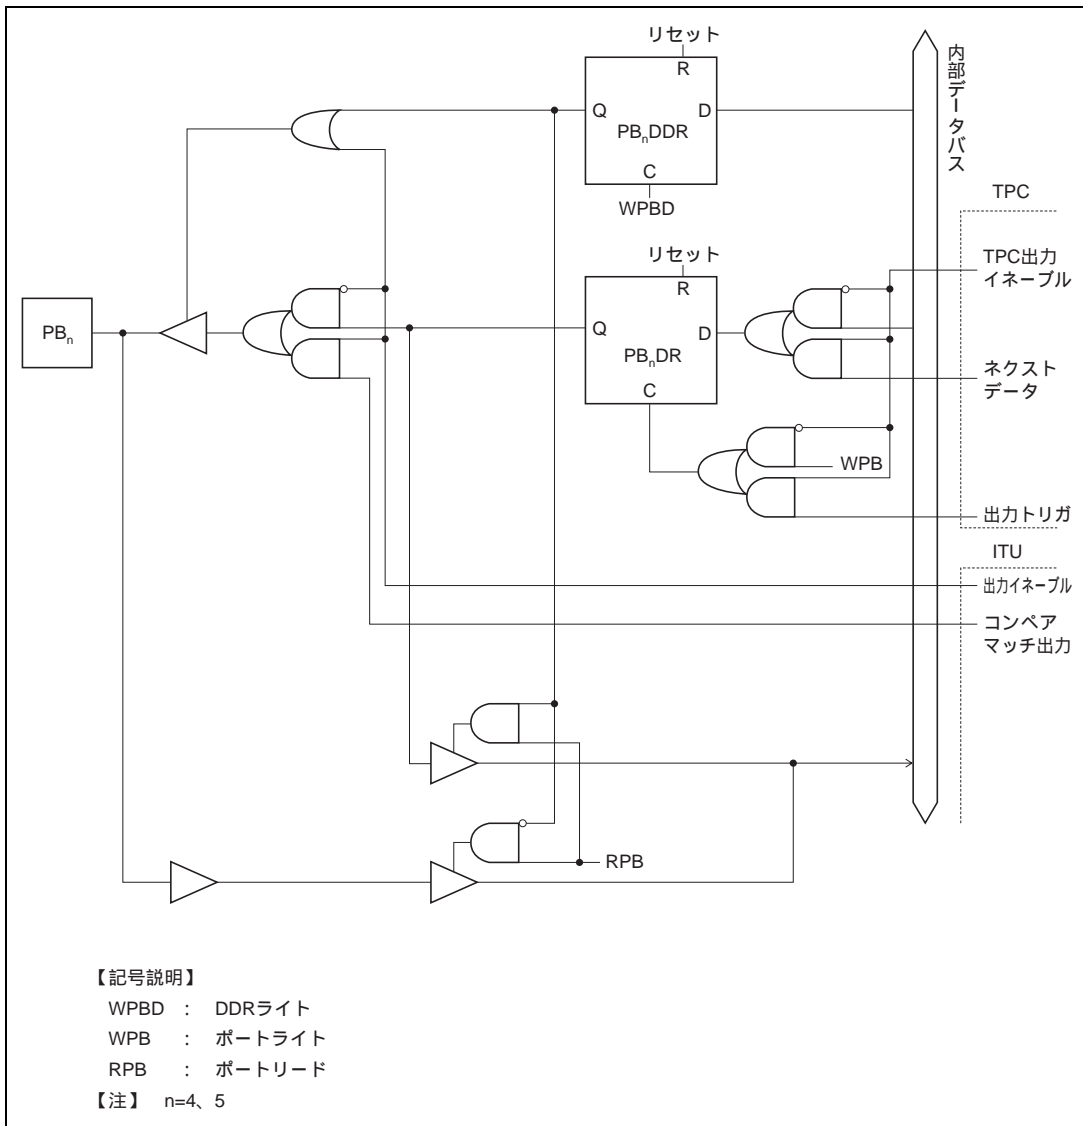 リセット
R
Q
D
PBnDDR
C
WPBD
内部データバス
TPC
TPC出力
イネーブル
リセット
R
Q
D
PBnDR
C
PBn
ネクスト
データ
WPB
出力トリガ
ITU
出力イネーブル
コンペア
マッチ出力
RPB
【記号説明】
WPBD : DDRライト
WPB : ポートライト
RPB : ポートリード
【注】 n=4、5